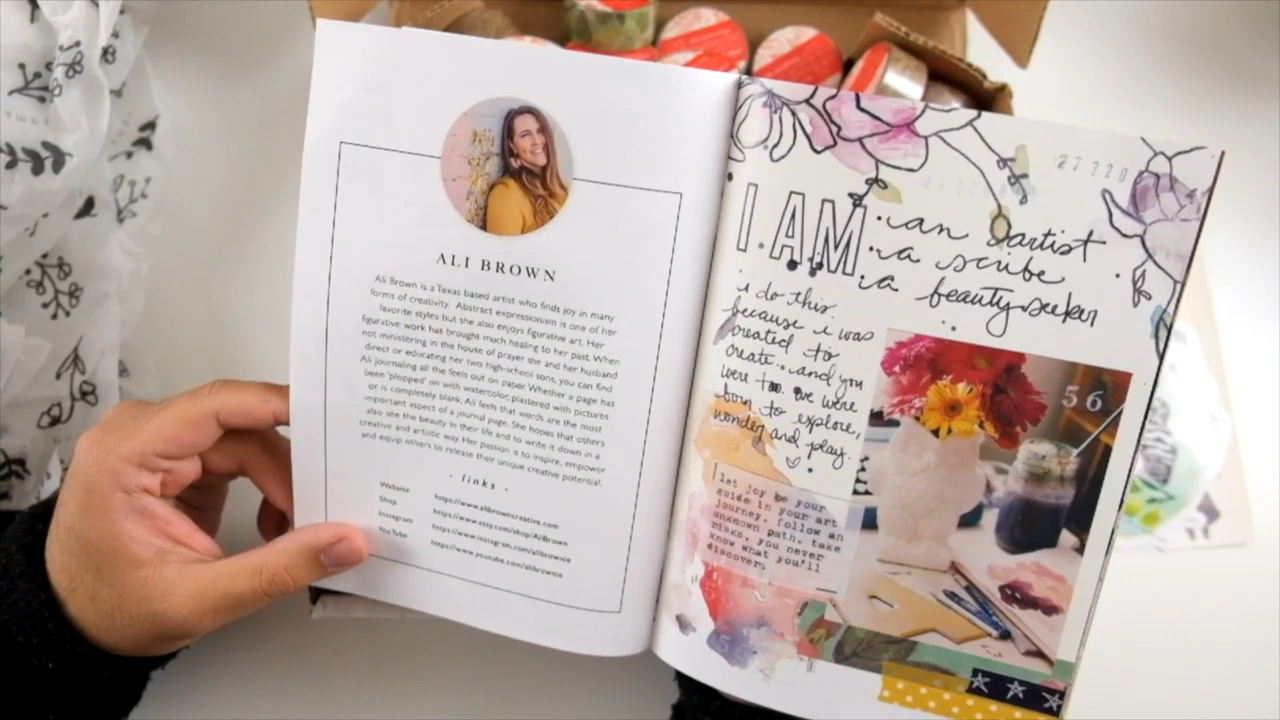 ALI BROWN
Ali Brown is a Texas based artist who finds joy in many
forms of creativity. Abstract expressionism is one of her
favorite styles but she also enjoys figurative art. Her
figurative work has brought much healing to her past. When
not ministering in the house of prayer she and her husband
direct or educating her two high-school sons, you can find
Ali journaling all the feels out on paper. Whether a page has
been 'plopped' on with watercolor, plastered with pictures
or is completely blank, Ali feels that words are the most
important aspect of a journal page. She hopes that others
also see the beauty in their life and to write it down in a
creative and artistic way. Her passion is to inspire, empower
and equip others to release their unique creative potential.
- links -
Website https://www.alibrowncreative.com
Shop https://www.etsy.com/shop/AliBrown
Instagram https://www.instagram.com/alibrownie
YouTube https://www.youtube.com/alibrownie
27220
I AM an artist
a scribe
a beauty-seeker
i do this
because i was
created to
create... and you
were too. we were
born to explore,
wonder and play.
56
let joy be your
guide in your art
journey. follow an
unknown path. take
risks. you never
know what you'll
discover.